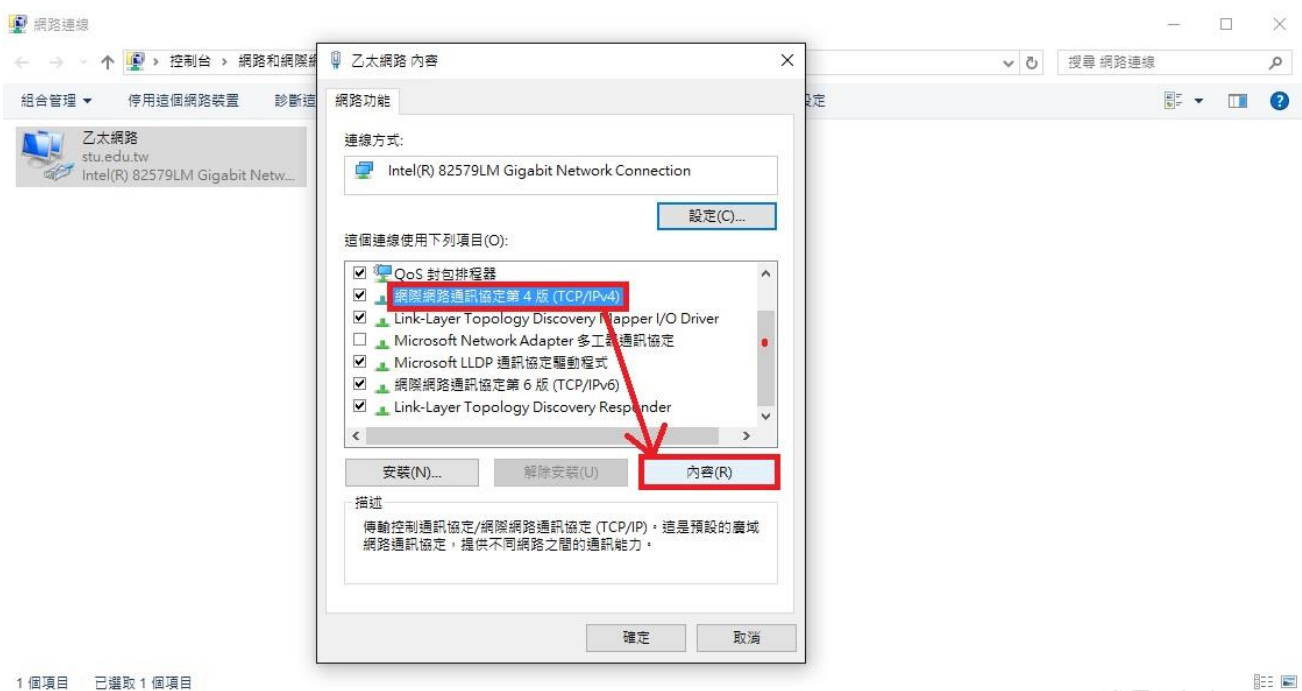 網路連線
控制台 › 網路和網際網
搜尋 網路連線
組合管理 停用這個網路裝置 診斷這 設定
乙太網路
stu.edu.tw
Intel(R) 82579LM Gigabit Netw...
乙太網路 內容
網路功能
連線方式:
Intel(R) 82579LM Gigabit Network Connection
設定(C)...
這個連線使用下列項目(O):
QoS 封包排程器
網際網路通訊協定第 4 版 (TCP/IPv4)
Link-Layer Topology Discovery Mapper I/O Driver
Microsoft Network Adapter 多工器通訊協定
Microsoft LLDP 通訊協定驅動程式
網際網路通訊協定第 6 版 (TCP/IPv6)
Link-Layer Topology Discovery Responder
安裝(N)... 解除安裝(U) 內容(R)
描述
傳輸控制通訊協定/網際網路通訊協定 (TCP/IP)。這是預設的廣域
網路通訊協定，提供不同網路之間的通訊能力。
確定 取消
1 個項目 已選取 1 個項目